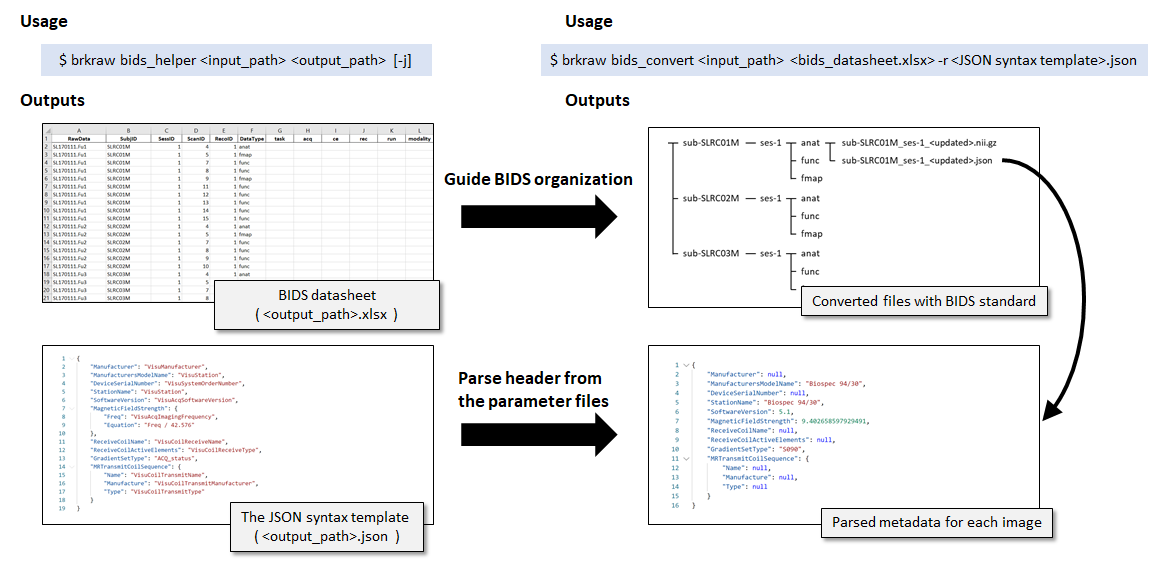 Usage
$ brkraw bids_helper <input_path> <output_path> [-j]
Outputs
A B C D E F G H I J K L
1 RawData SubjID SessID ScanID RecoID DataType task acq ce rec run modality
2 SL170111.Fu1 SLRC01M 1 4 1 anat
3 SL170111.Fu1 SLRC01M 1 5 1 fmap
4 SL170111.Fu1 SLRC01M 1 7 1 func
5 SL170111.Fu1 SLRC01M 1 8 1 func
6 SL170111.Fu1 SLRC01M 1 9 1 fmap
7 SL170111.Fu1 SLRC01M 1 11 1 func
8 SL170111.Fu1 SLRC01M 1 12 1 func
9 SL170111.Fu1 SLRC01M 1 13 1 func
10 SL170111.Fu1 SLRC01M 1 14 1 func
11 SL170111.Fu1 SLRC01M 1 15 1 func
12 SL170111.Fu2 SLRC02M 1 4 1 anat
13 SL170111.Fu2 SLRC02M 1 5 1 fmap
14 SL170111.Fu2 SLRC02M 1 7 1 func
15 SL170111.Fu2 SLRC02M 1 8 1 func
16 SL170111.Fu2 SLRC02M 1 9 1 func
17 SL170111.Fu2 SLRC02M 1 10 1 func
18 SL170111.Fu3 SLRC03M 1 4 1 anat
19 SL170111.Fu3 SLRC03M 1 5
20 SL170111.Fu3 SLRC03M 1 7
21 SL170111.Fu3 SLRC03M 1 8
BIDS datasheet
( <output_path>.xlsx )
1 {
2 "Manufacturer": "VisuManufacturer",
3 "ManufacturersModelName": "VisuStation",
4 "DeviceSerialNumber": "VisuSystemOrderNumber",
5 "StationName": "VisuStation",
6 "SoftwareVersion": "VisuAcqSoftwareVersion",
7 "MagneticFieldStrength": {
8 "Freq": "VisuAcqImagingFrequency",
9 "Equation": "Freq / 42.576"
10 },
11 "ReceiveCoilName": "VisuCoilReceiveName",
12 "ReceiveCoilActiveElements": "VisuCoilReceiveType",
13 "GradientSetType": "ACQ_status",
14 "MRTransmitCoilSequence": {
15 "Name": "VisuCoilTransmitName",
16 "Manufacture": "VisuCoilTransmitManufacturer",
17 "Type": "VisuCoilTransmitType"
18 }
19 }
The JSON syntax template
( <output_path>.json )
Guide BIDS organization
Parse header from
the parameter files
Usage
$ brkraw bids_convert <input_path> <bids_datasheet.xlsx> -r <JSON syntax template>.json
Outputs
sub-SLRC01M ses-1 anat sub-SLRC01M_ses-1_<updated>.nii.gz
func sub-SLRC01M_ses-1_<updated>.json
fmap
sub-SLRC02M ses-1 anat
func
fmap
sub-SLRC03M ses-1 anat
func
Converted files with BIDS standard
1 {
2 "Manufacturer": null,
3 "ManufacturersModelName": "Biospec 94/30",
4 "DeviceSerialNumber": null,
5 "StationName": "Biospec 94/30",
6 "SoftwareVersion": 5.1,
7 "MagneticFieldStrength": 9.402658597929491,
8 "ReceiveCoilName": null,
9 "ReceiveCoilActiveElements": null,
10 "GradientSetType": "S090",
11 "MRTransmitCoilSequence": {
12 "Name": null,
13 "Manufacture": null,
14 "Type": null
15 }
16 }
Parsed metadata for each image